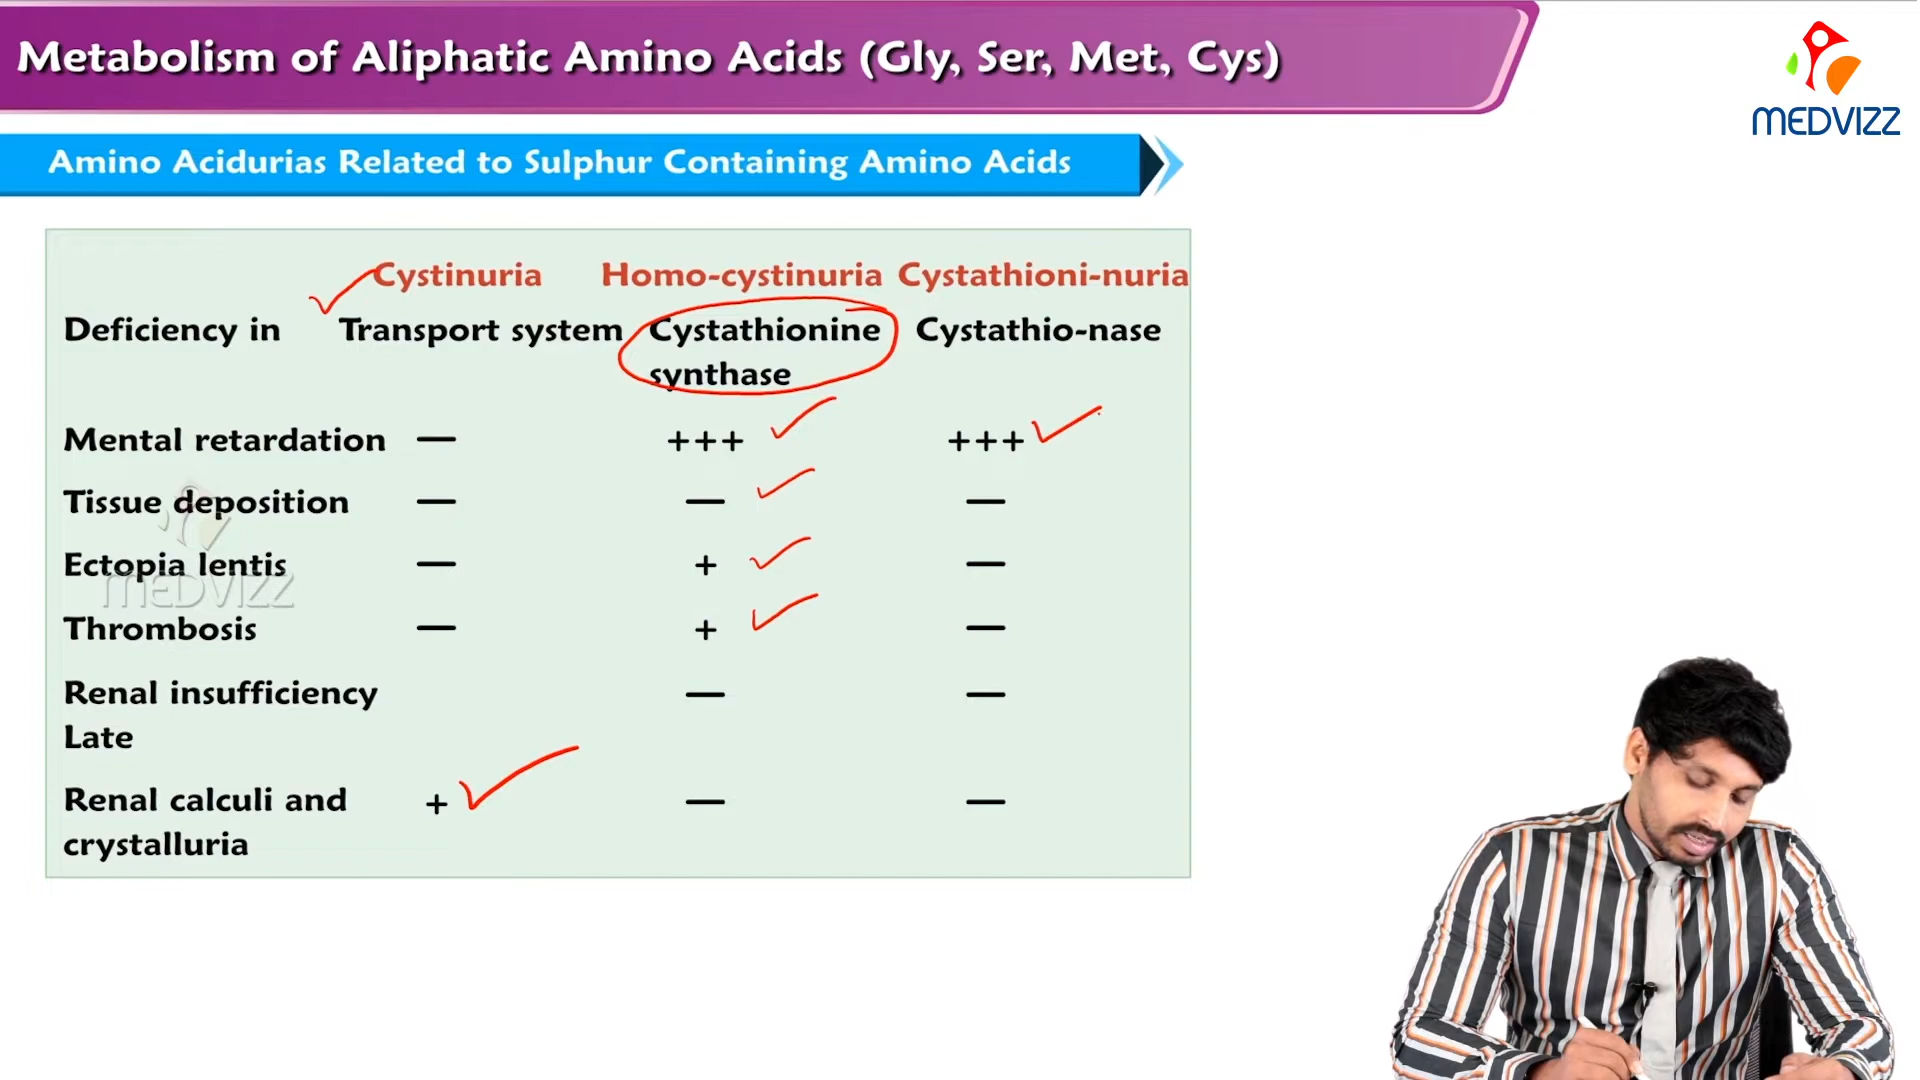 Metabolism of Aliphatic Amino Acids (Gly, Ser, Met, Cys)
MEDVIZZ
Amino Acidurias Related to Sulphur Containing Amino Acids
Cystinuria Homo-cystinuria Cystathioni-nuria
Deficiency in Transport system Cystathionine Cystathio-nase
synthase
Mental retardation — +++ +++
Tissue deposition — — —
Ectopia lentis — + —
MEDVIZZ
Thrombosis — + —
Renal insufficiency — —
Late
Renal calculi and + — —
crystalluria